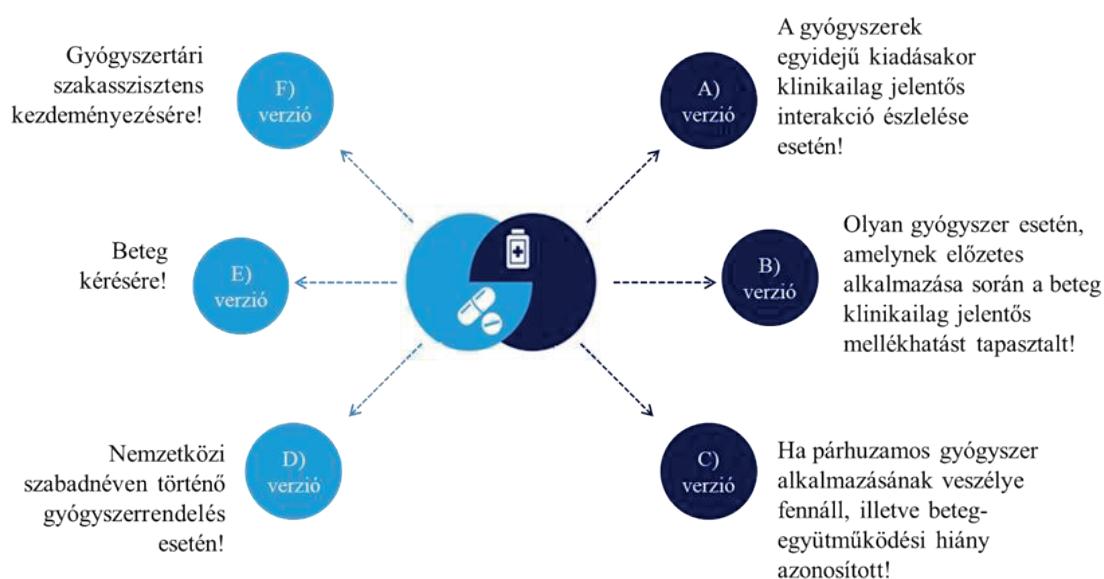 Gyógyszertári
szakasszisztens
kezdeményezésére!
F)
verzió
A)
verzió
A gyógyszerek
egyidejű kiadásakor
klinikailag jelentős
interakció észlelése
esetén!
Beteg
kérésére!
E)
verzió
B)
verzió
Olyan gyógyszer esetén,
amelynek előzetes
alkalmazása során a beteg
klinikailag jelentős
mellékhatást tapasztalt!
Nemzetközi
szabadnéven történő
gyógyszerrendelés
esetén!
D)
verzió
C)
verzió
Ha párhuzamos gyógyszer
alkalmazásának veszélye
fennáll, illetve beteg-
együtműködési hiány
azonosított!